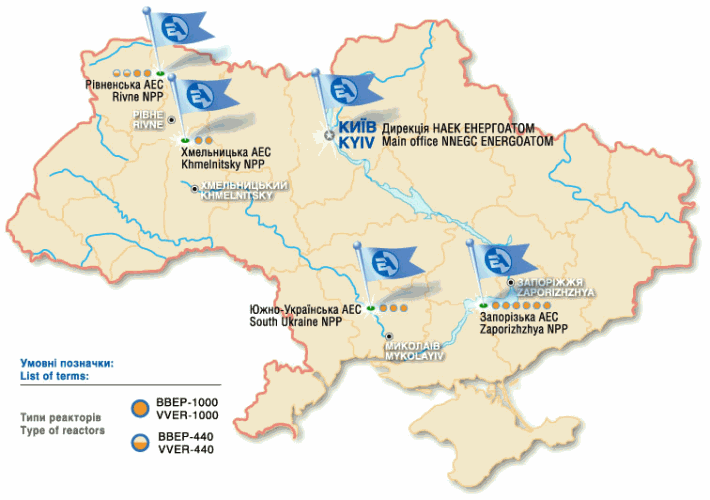 Рівненська АЕС
Rivne NPP
РІВНЕ
RIVNE
КИЇВ
KYIV
Дирекція НАЕК ЕНЕРГОАТОМ
Main office NNEGC ENERGOATOM
Хмельницька АЕС
Khmelnitsky NPP
ХМЕЛЬНИЦЬКИЙ
KHMELNITSKY
ЗАПОРІЖЖЯ
ZAPORIZHZHYA
Южно-Українська АЕС
South Ukraine NPP
Запорізька АЕС
Zaporizhzhya NPP
МИКОЛАЇВ
MYKOLAYIV
Умовні позначки:
List of terms:
Типи реакторів
Type of reactors
ВВЕР-1000
VVER-1000
ВВЕР-440
VVER-440